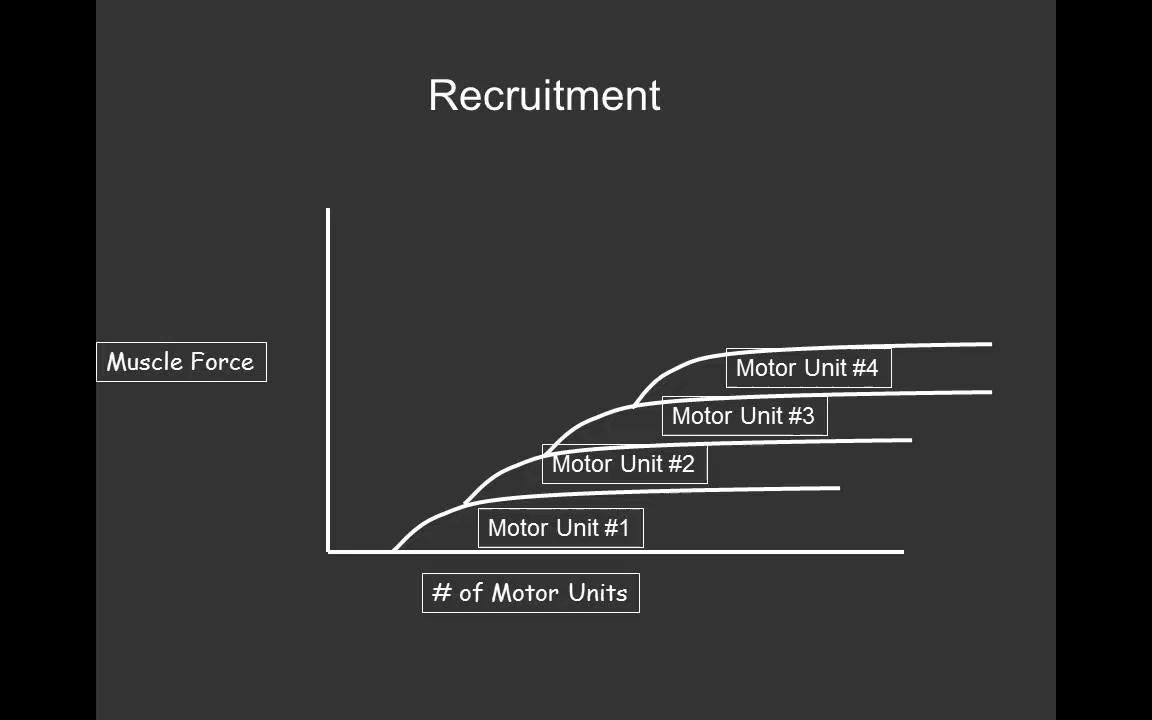 Recruitment
Muscle Force
Motor Unit #4
Motor Unit #3
Motor Unit #2
Motor Unit #1
# of Motor Units